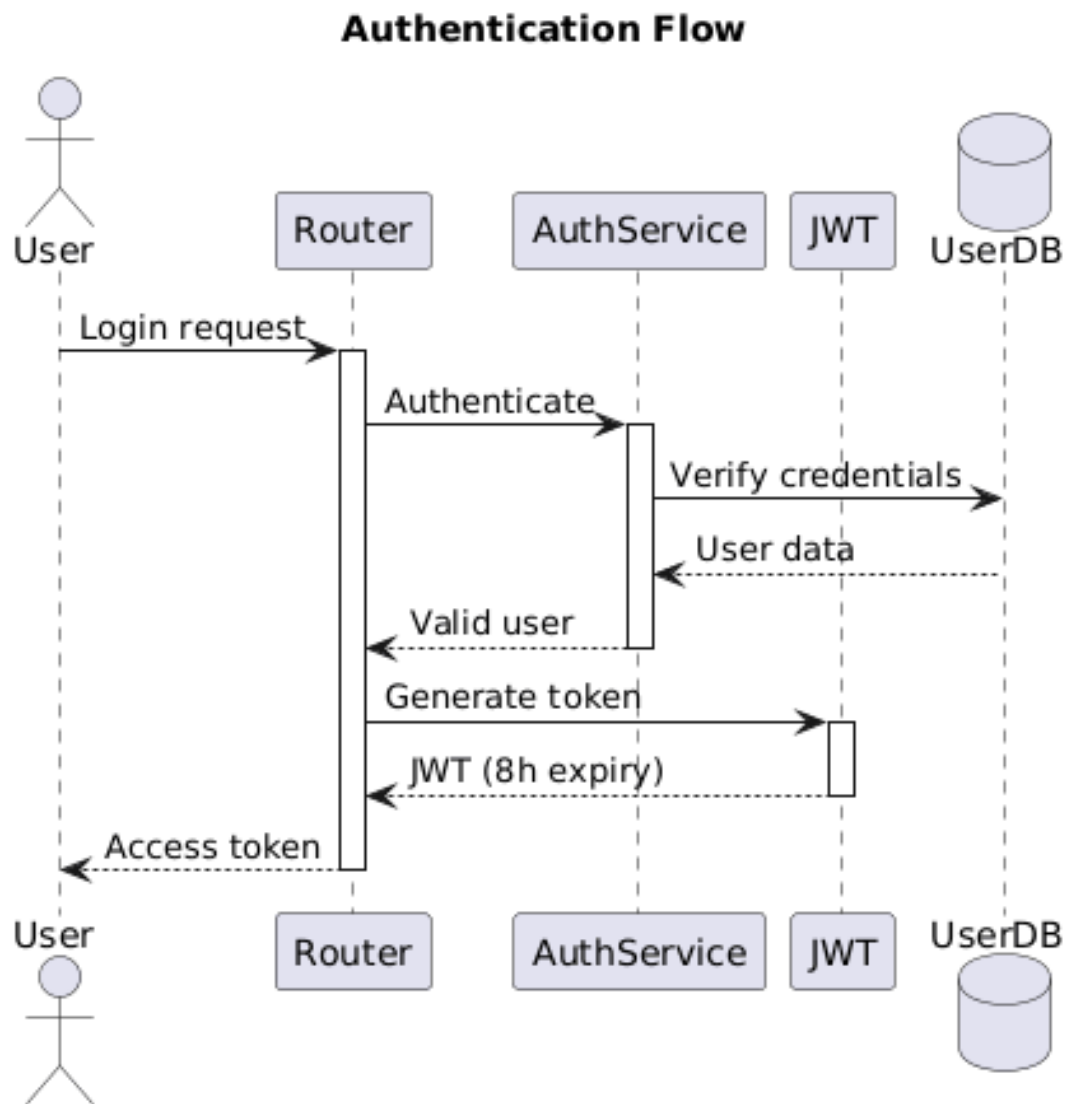 Authentication Flow
User
Router
AuthService
JWT
UserDB
Login request
Authenticate
Verify credentials
User data
Valid user
Generate token
JWT (8h expiry)
Access token
User
Router
AuthService
JWT
UserDB